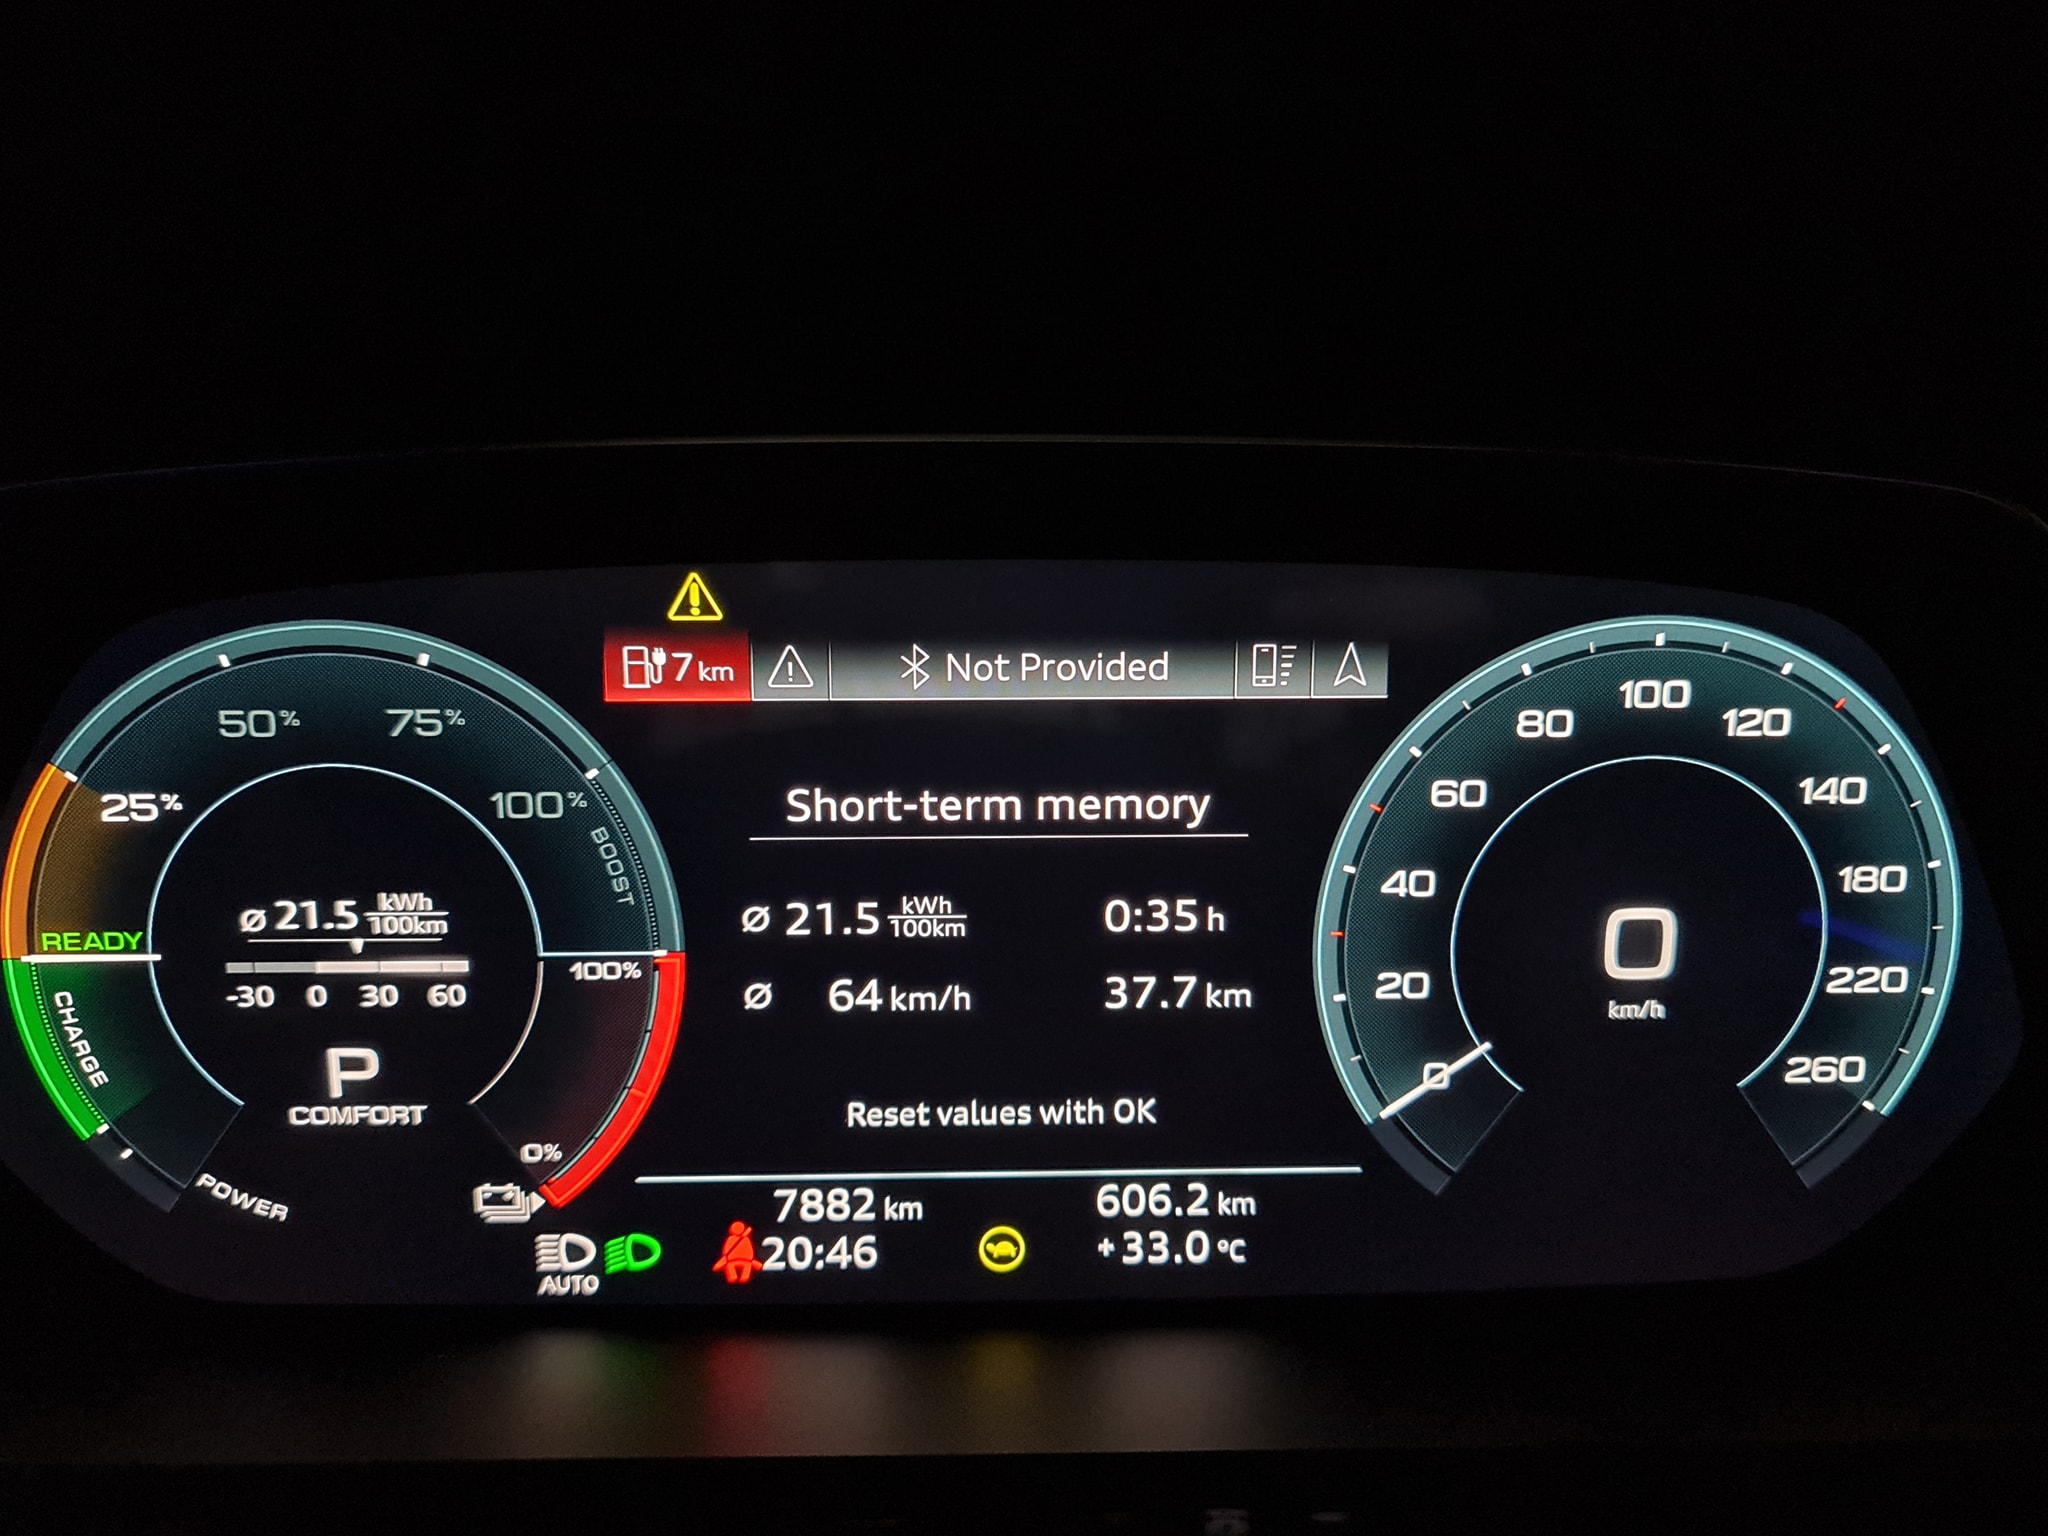 7 km
Not Provided
25%
50%
75%
100%
BOOST
READY
CHARGE
POWER
ø 21.5 kWh/100km
-30 0 30 60
P
COMFORT
100%
0%
Short-term memory
ø 21.5 kWh/100km 0:35 h
ø 64 km/h 37.7 km
Reset values with OK
7882 km 606.2 km
20:46 +33.0 °C
AUTO
0
20
40
60
80
100
120
140
180
220
260
0
km/h